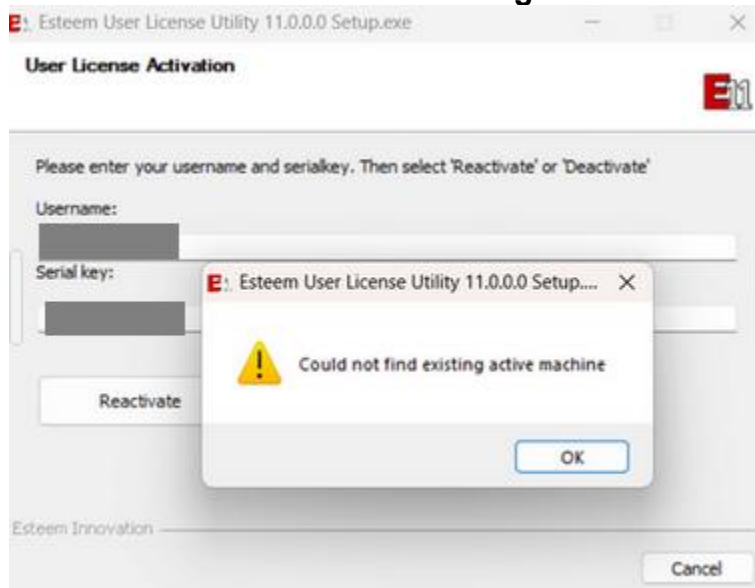 Esteem User License Utility 11.0.0.0 Setup.exe
User License Activation
E11
Please enter your username and serialkey. Then select 'Reactivate' or 'Deactivate'
Username:
Serial key:
Esteem User License Utility 11.0.0.0 Setup....
Could not find existing active machine
Reactivate
OK
Esteem Innovation
Cancel